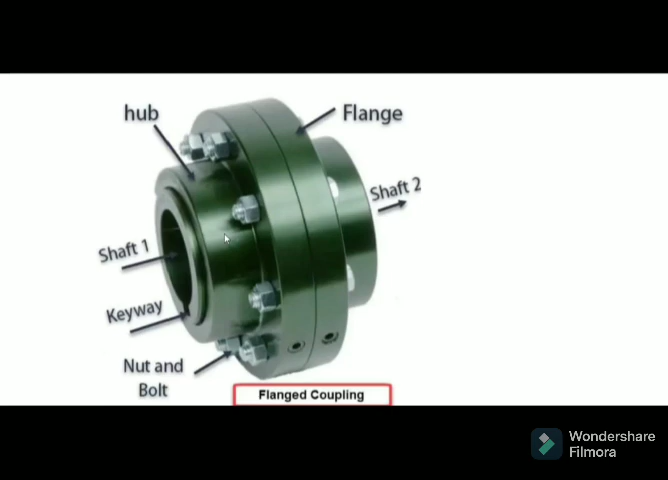 hub
Flange
Shaft 2
Shaft 1
Keyway
Nut and
Bolt
Flanged Coupling
Wondershare
Filmora